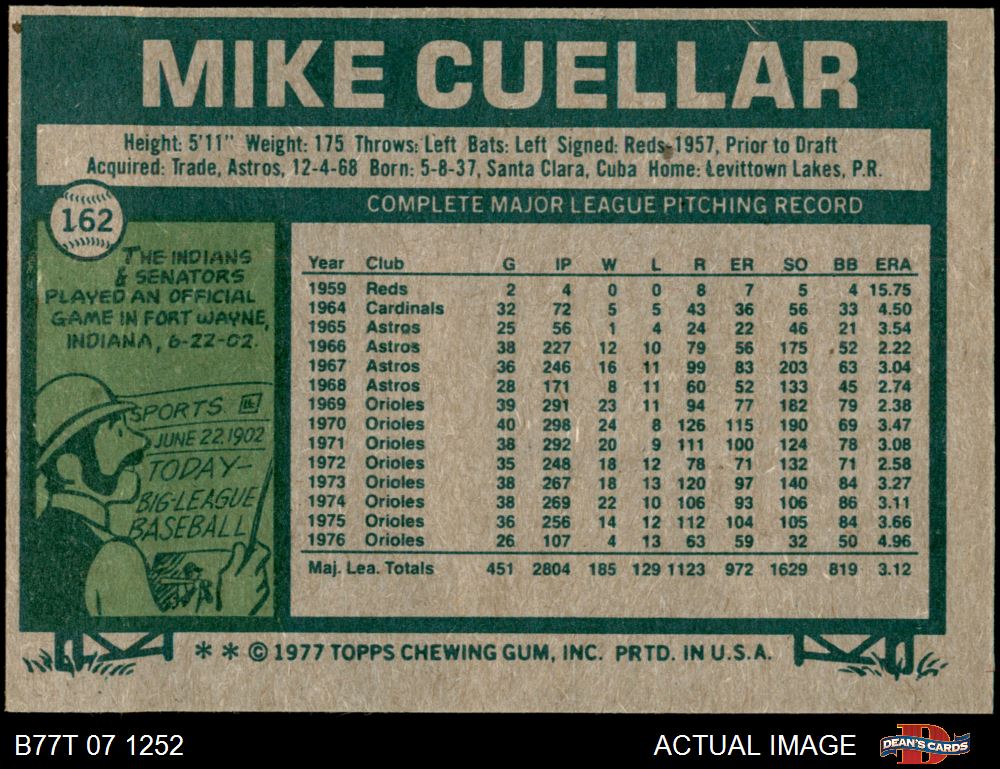 MIKE CUELLAR
Height: 5'11" Weight: 175 Throws: Left Bats: Left Signed: Reds-1957, Prior to Draft
Acquired: Trade, Astros, 12-4-68 Born: 5-8-37, Santa Clara, Cuba Home: Levittown Lakes, P.R.
162
THE INDIANS
& SENATORS
PLAYED AN OFFICIAL
GAME IN FORT WAYNE,
INDIANA, 6-22-02.
SPORTS
JUNE 22, 1902
TODAY-
BIG-LEAGUE
BASEBALL
COMPLETE MAJOR LEAGUE PITCHING RECORD
Year Club G IP W L R ER SO BB ERA
1959 Reds 2 4 0 0 8 7 5 4 15.75
1964 Cardinals 32 72 5 5 43 36 56 33 4.50
1965 Astros 25 56 1 4 24 22 46 21 3.54
1966 Astros 38 227 12 10 79 56 175 52 2.22
1967 Astros 36 246 16 11 99 83 203 63 3.04
1968 Astros 28 171 8 11 60 52 133 45 2.74
1969 Orioles 39 291 23 11 94 77 182 79 2.38
1970 Orioles 40 298 24 8 126 115 190 69 3.47
1971 Orioles 38 292 20 9 111 100 124 78 3.08
1972 Orioles 35 248 18 12 78 71 132 71 2.58
1973 Orioles 38 267 18 13 120 97 140 84 3.27
1974 Orioles 38 269 22 10 106 93 106 86 3.11
1975 Orioles 36 256 14 12 112 104 105 84 3.66
1976 Orioles 26 107 4 13 63 59 32 50 4.96
Maj. Lea. Totals 451 2804 185 129 1123 972 1629 819 3.12
* * © 1977 TOPPS CHEWING GUM, INC. PRTD. IN U.S.A.
B77T 07 1252
ACTUAL IMAGE
DEAN'S CARDS